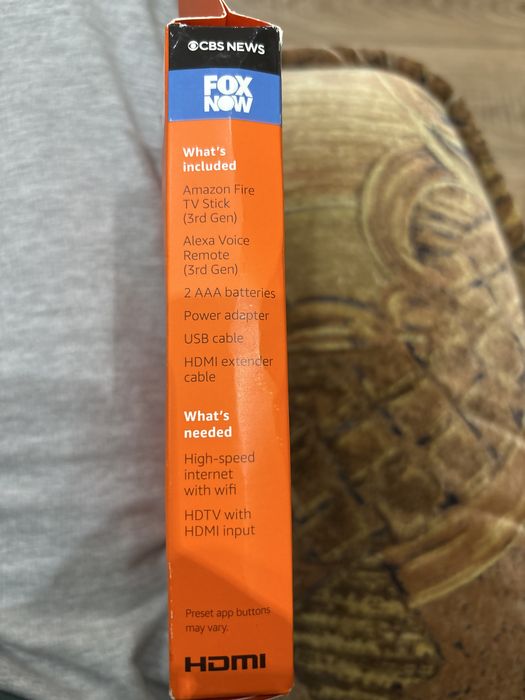 CBS NEWS
FOX
NOW
What's
included
Amazon Fire
TV Stick
(3rd Gen)
Alexa Voice
Remote
(3rd Gen)
2 AAA batteries
Power adapter
USB cable
HDMI extender
cable
What's
needed
High-speed
internet
with wifi
HDTV with
HDMI input
Preset app buttons
may vary.
HDMI